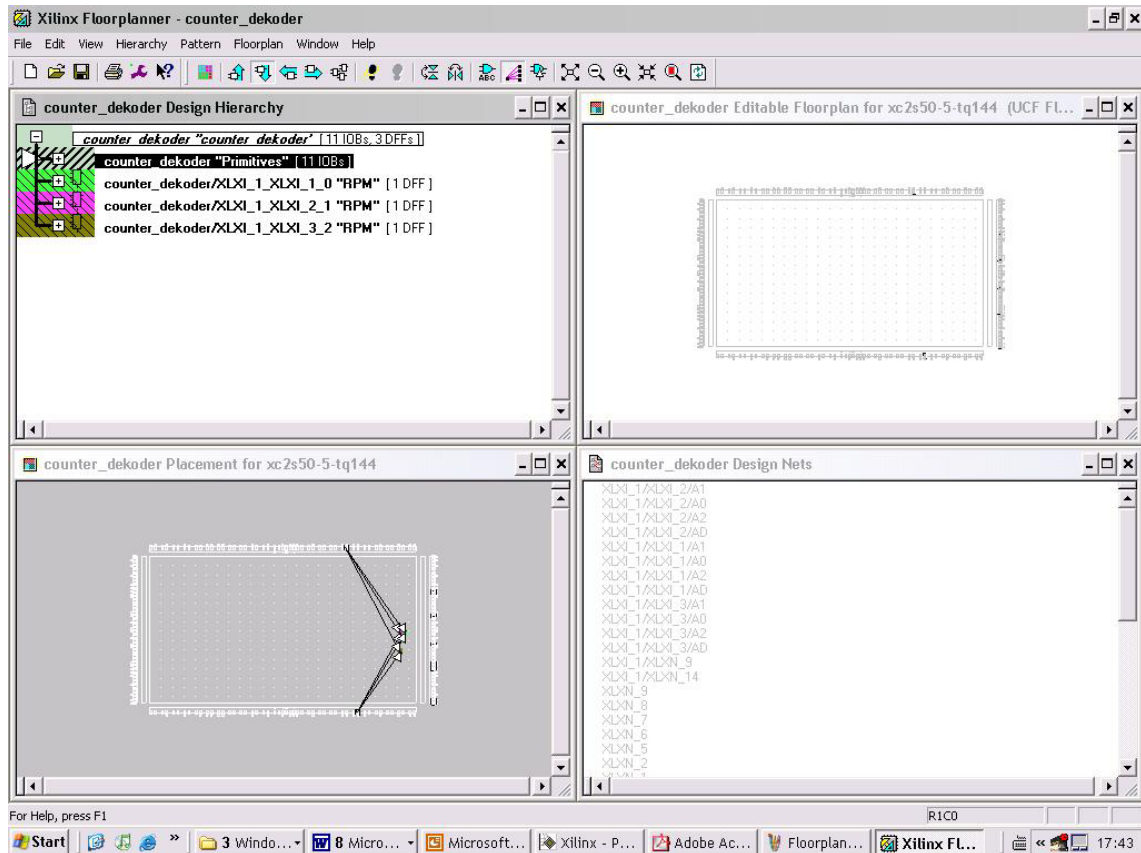 Xilinx Floorplanner - counter_dekoder
File Edit View Hierarchy Pattern Floorplan Window Help
ABC
counter_dekoder Design Hierarchy
counter_dekoder "counter_dekoder" [ 11 IOBs, 3 DFFs ]
counter_dekoder "Primitives" [ 11 IOBs ]
counter_dekoder/XLXI_1_XLXI_1_0 "RPM" [ 1 DFF ]
counter_dekoder/XLXI_1_XLXI_2_1 "RPM" [ 1 DFF ]
counter_dekoder/XLXI_1_XLXI_3_2 "RPM" [ 1 DFF ]
counter_dekoder Editable Floorplan for xc2s50-5-tq144 (UCF Fl...
counter_dekoder Placement for xc2s50-5-tq144
counter_dekoder Design Nets
XLXI_1/XLXI_2/A1
XLXI_1/XLXI_2/A0
XLXI_1/XLXI_2/A2
XLXI_1/XLXI_2/AD
XLXI_1/XLXI_1/A1
XLXI_1/XLXI_1/A0
XLXI_1/XLXI_1/A2
XLXI_1/XLXI_1/AD
XLXI_1/XLXI_3/A1
XLXI_1/XLXI_3/A0
XLXI_1/XLXI_3/A2
XLXI_1/XLXI_3/AD
XLXI_1/XLXN_9
XLXI_1/XLXN_14
XLXN_9
XLXN_8
XLXN_7
XLXN_6
XLXN_5
XLXN_2
For Help, press F1
R1C0
Start
3 Windo...
8 Micro...
Microsoft...
Xilinx - P...
Adobe Ac...
Floorplan...
Xilinx Fl...
17:43